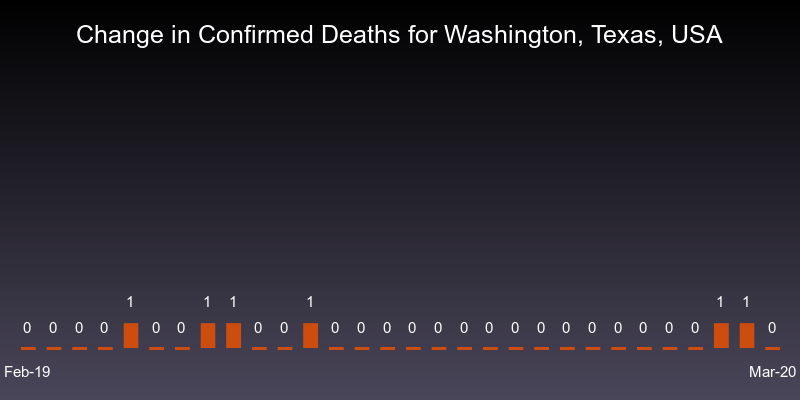 Change in Confirmed Deaths for Washington, Texas, USA
1 1 1 1 1 1
0 0 0 0 0 0 0 0 0 0 0 0 0 0 0 0 0 0 0 0 0 0 0 0
Feb-19 Mar-20